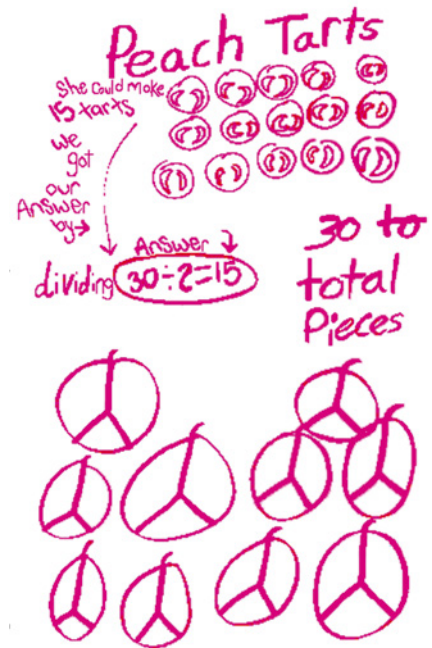 Peach Tarts
She could make
15 tarts
we
got
our
Answer
by→
Answer
dividing 30÷2=15
30 to
total
Pieces